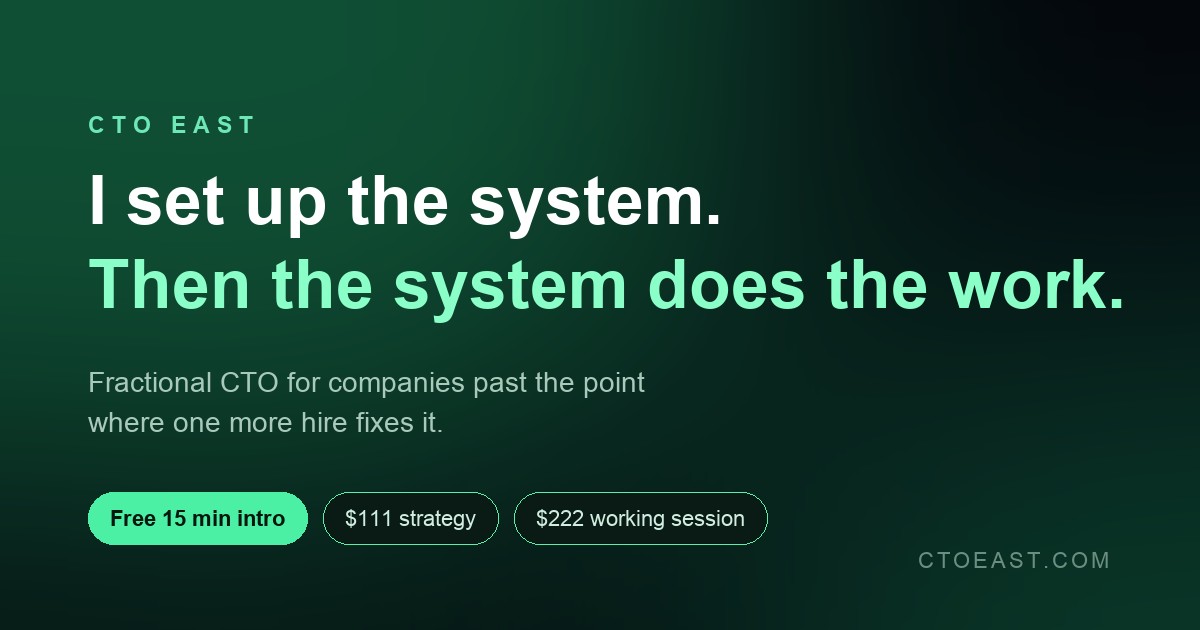 CTO EAST
I set up the system.
Then the system does the work.
Fractional CTO for companies past the point
where one more hire fixes it.
Free 15 min intro
$111 strategy
$222 working session
CTOEAST.COM